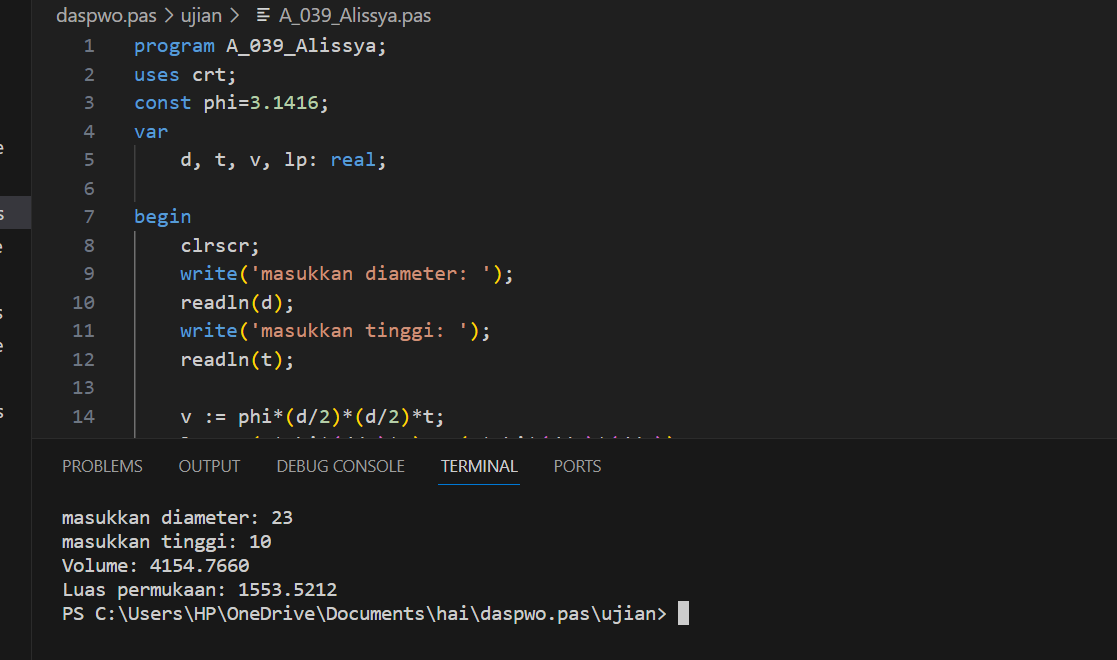 daspwo.pas > ujian > A_039_Alissya.pas
1 program A_039_Alissya;
2 uses crt;
3 const phi=3.1416;
4 var
5 d, t, v, lp: real;
6
7 begin
8 clrscr;
9 write('masukkan diameter: ');
10 readln(d);
11 write('masukkan tinggi: ');
12 readln(t);
13
14 v := phi*(d/2)*(d/2)*t;
PROBLEMS OUTPUT DEBUG CONSOLE TERMINAL PORTS
masukkan diameter: 23
masukkan tinggi: 10
Volume: 4154.7660
Luas permukaan: 1553.5212
PS C:\Users\HP\OneDrive\Documents\hai\daspwo.pas\ujian>